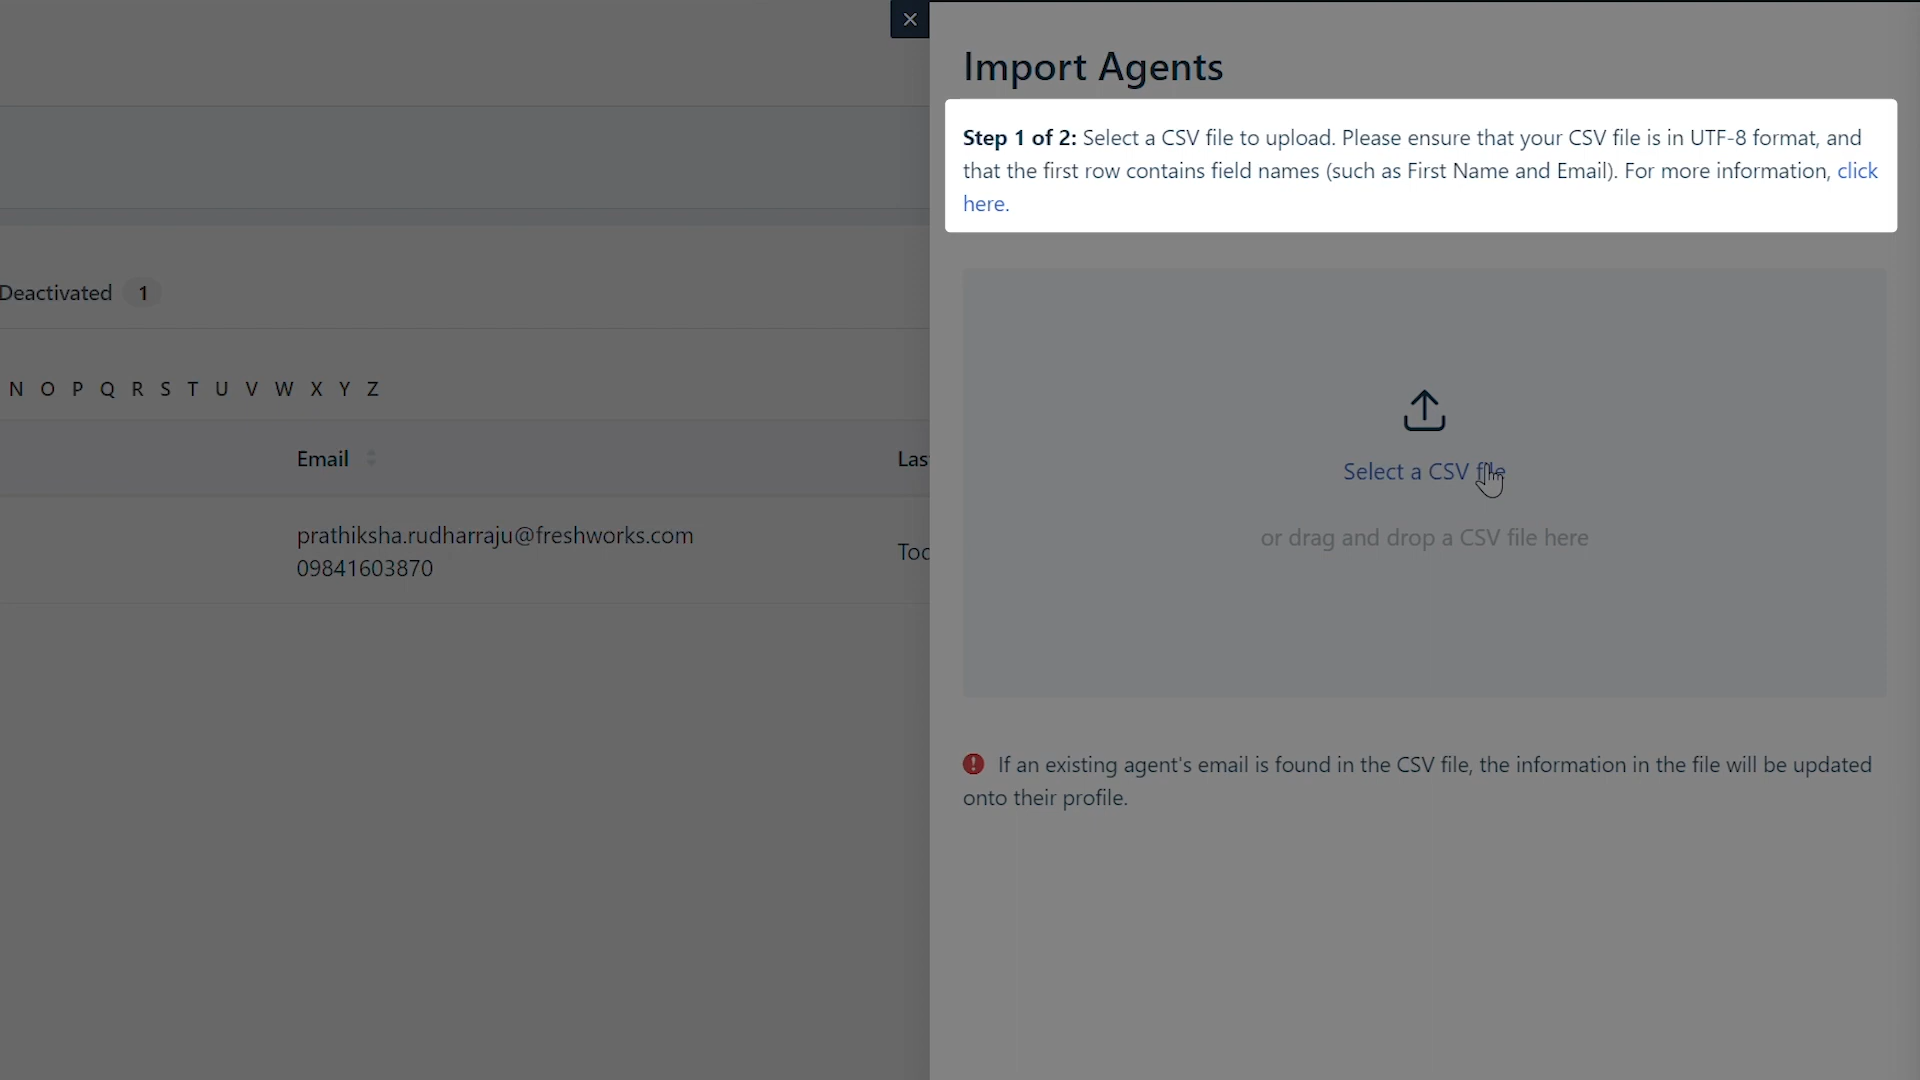 Import Agents
Step 1 of 2: Select a CSV file to upload. Please ensure that your CSV file is in UTF-8 format, and
that the first row contains field names (such as First Name and Email). For more information, click
here.
Deactivated 1
N O P Q R S T U V W X Y Z
Email Las
prathiksha.rudharraju@freshworks.com
09841603870
Tod
Select a CSV file
or drag and drop a CSV file here
If an existing agent's email is found in the CSV file, the information in the file will be updated
onto their profile.